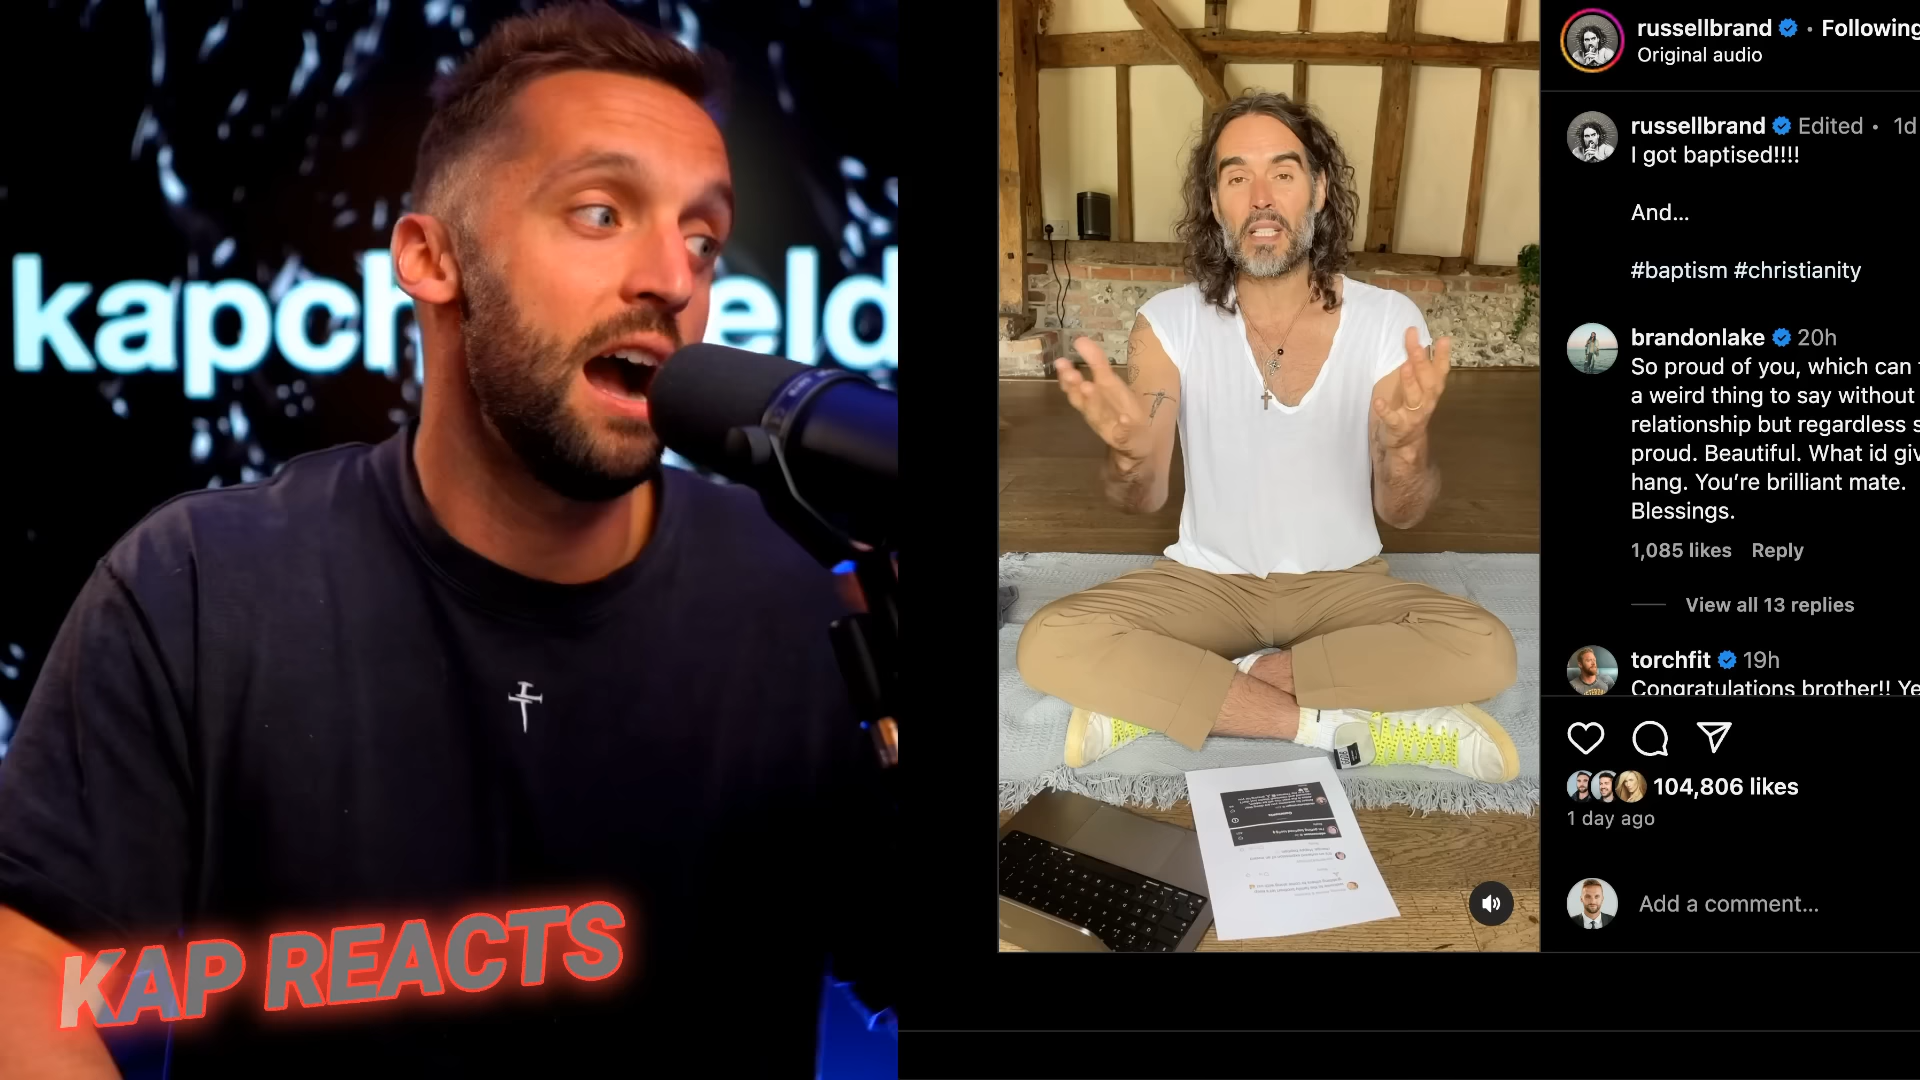 kapch eld
KAP REACTS
russellbrand • Following
Original audio
russellbrand Edited • 1d
I got baptised!!!!
And...
#baptism #christianity
brandonlake 20h
So proud of you, which can
a weird thing to say without
relationship but regardless s
proud. Beautiful. What id giv
hang. You're brilliant mate.
Blessings.
1,085 likes Reply
View all 13 replies
torchfit 19h
Congratulations brother!! Ye
104,806 likes
1 day ago
Add a comment...